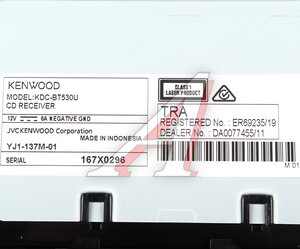 KENWOOD
MODEL:KDC-BT530U
CD RECEIVER
12V 6A NEGATIVE GND
JVCKENWOOD Corporation
MADE IN INDONESIA
YJ1-137M-01
SERIAL 167X0296
CLASS 1
LASER PRODUCT
TRA
REGISTERED No. : ER69235/19
DEALER No. : DA0077455/11
M 01